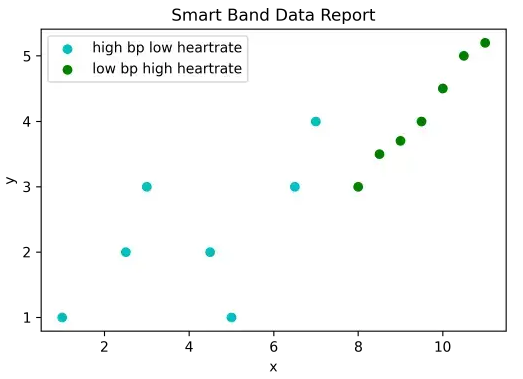 Smart Band Data Report
high bp low heartrate
low bp high heartrate
5
4
3
2
1
y
2 4 6 8 10
x